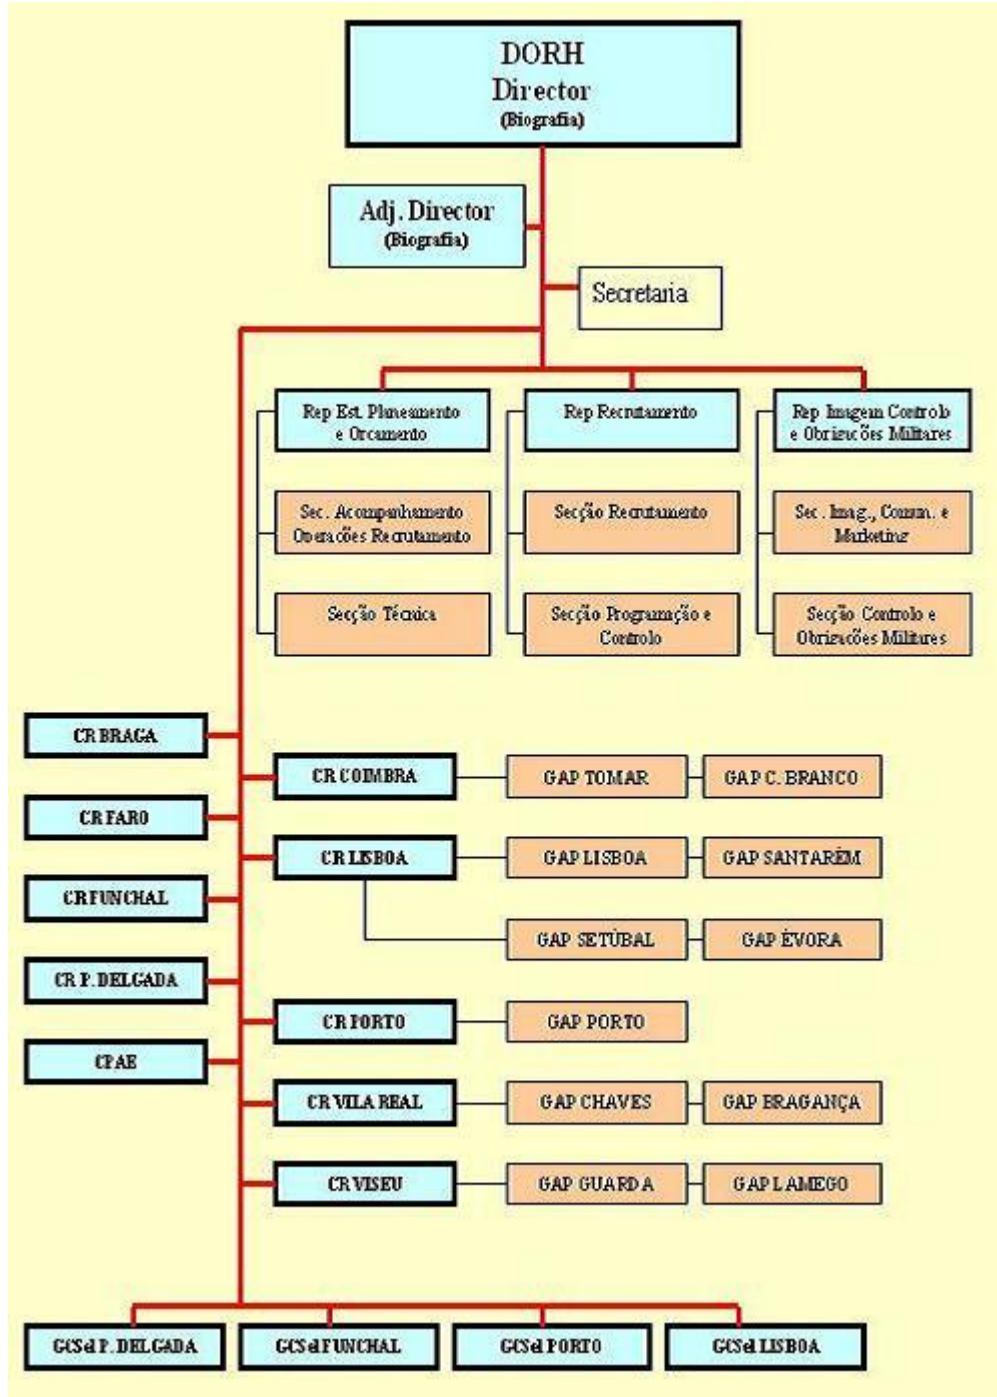 DORH
Director
(Biografia)
Adj. Director
(Biografia)
Secretaria
Rep Est. Planeamento
e Orcamento
Rep Recrutamento
Rep Imagem Controlo
e Obrigacões Militares
Sec. Acompanhamento
Operacões Recrutamento
Secção Recrutamento
Sec. Imag., Comun. e
Marketing
Secção Técnica
Secção Programação e
Controlo
Secção Controlo e
Obrigacões Militares
CR BRAGA
CR COIMBRA
GAP TOMAR
GAP C. BRANCO
CR FARO
CR LISBOA
GAP LISBOA
GAP SANTARÉM
CR FUNCHAL
GAP SETÚBAL
GAP ÉVORA
CR P. DELGADA
CR PORTO
GAP PORTO
CPAE
CR VILA REAL
GAP CHAVES
GAP BRAGANÇA
CR VISEU
GAP GUARDA
GAP LAMEGO
GCSel P. DELGADA
GCSel FUNCHAL
GCSel PORTO
GCSel LISBOA